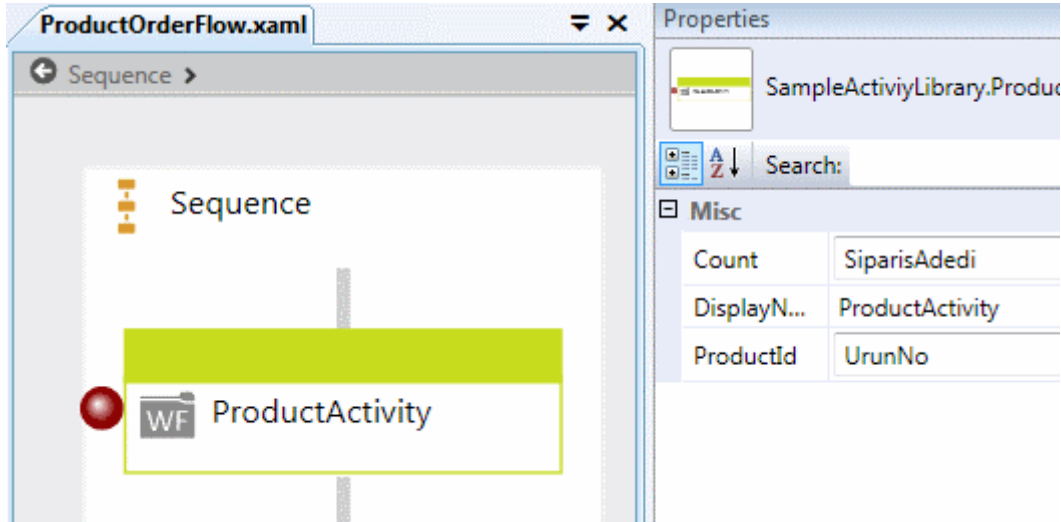 ProductOrderFlow.xaml
Sequence
Sequence
WF ProductActivity
Properties
SampleActiviyLibrary.Produc
A
Z
Search:
Misc
Count SiparisAdedi
DisplayN... ProductActivity
ProductId UrunNo